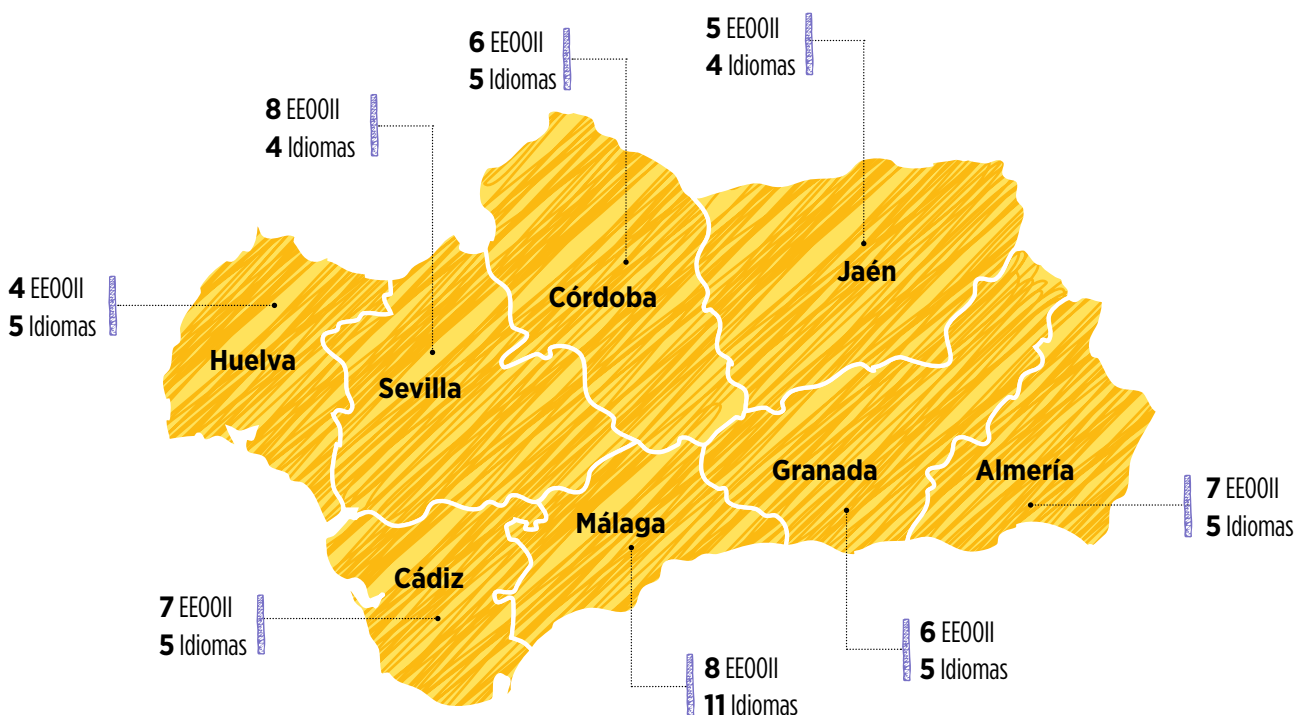 6 EEOOII
5 Idiomas
5 EEOOII
4 Idiomas
8 EEOOII
4 Idiomas
4 EEOOII
5 Idiomas
Jaén
Córdoba
Huelva
Sevilla
Granada
Almería
7 EEOOII
5 Idiomas
Málaga
Cádiz
7 EEOOII
5 Idiomas
6 EEOOII
5 Idiomas
8 EEOOII
11 Idiomas